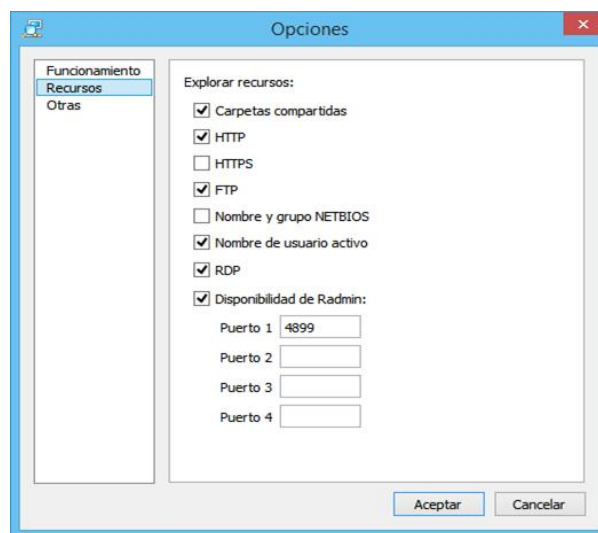 Opciones
Funcionamiento
Recursos
Otras
Explorar recursos:
Carpetas compartidas
HTTP
HTTPS
FTP
Nombre y grupo NETBIOS
Nombre de usuario activo
RDP
Disponibilidad de Radmin:
Puerto 1 4899
Puerto 2
Puerto 3
Puerto 4
Aceptar Cancelar